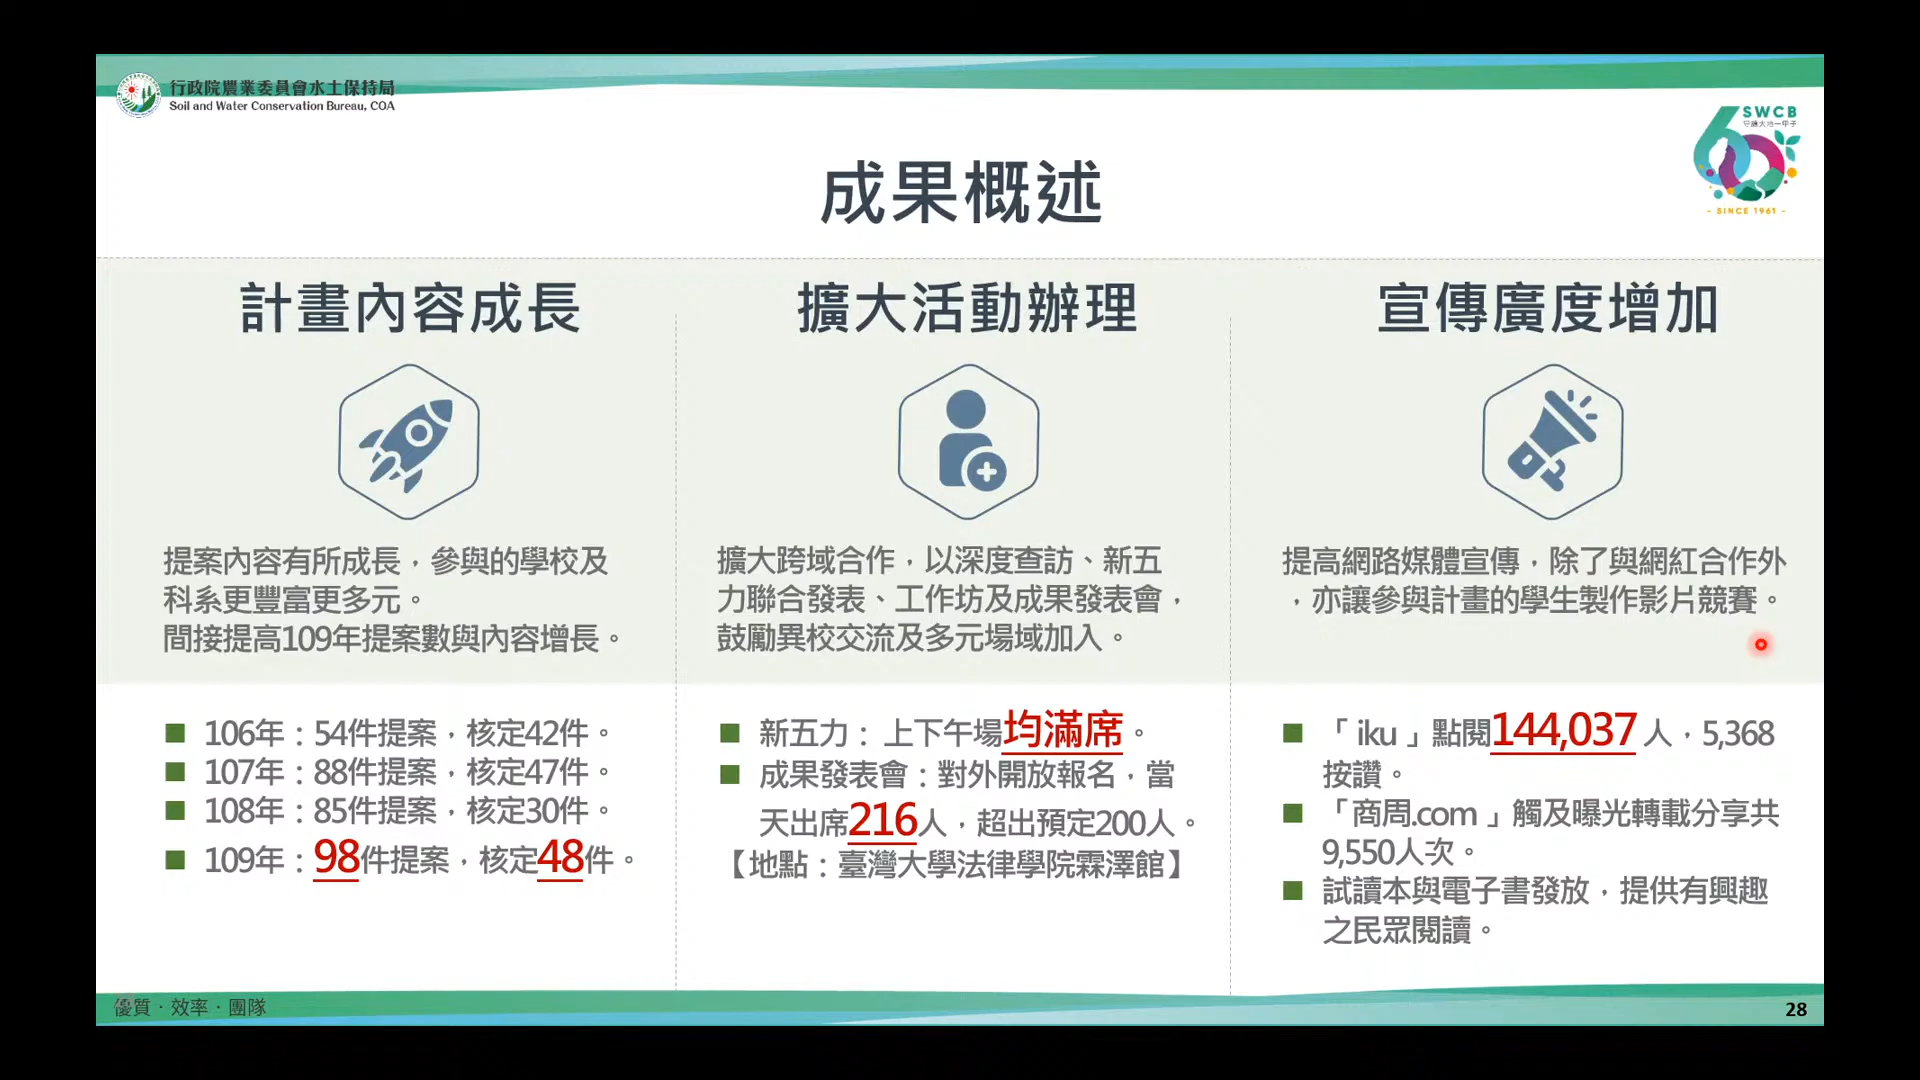 行政院農業委員會水土保持局
Soil and Water Conservation Bureau, COA
SWCB
守護大地一甲子
- SINCE 1961 -
成果概述
計畫內容成長
提案內容有所成長，參與的學校及
科系更豐富更多元。
間接提高109年提案數與內容增長。
106年：54件提案，核定42件。
107年：88件提案，核定47件。
108年：85件提案，核定30件。
109年：98件提案，核定48件。
擴大活動辦理
擴大跨域合作，以深度查訪、新五
力聯合發表、工作坊及成果發表會，
鼓勵異校交流及多元場域加入。
新五力： 上下午場均滿席。
成果發表會：對外開放報名，當
天出席216人，超出預定200人。
【地點：臺灣大學法律學院霖澤館】
宣傳廣度增加
提高網路媒體宣傳，除了與網紅合作外
，亦讓參與計畫的學生製作影片競賽。
「 iku 」點閱144,037 人，5,368
按讚。
「商周.com 」觸及曝光轉載分享共
9,550人次。
試讀本與電子書發放，提供有興趣
之民眾閱讀。
優質．效率．團隊
28